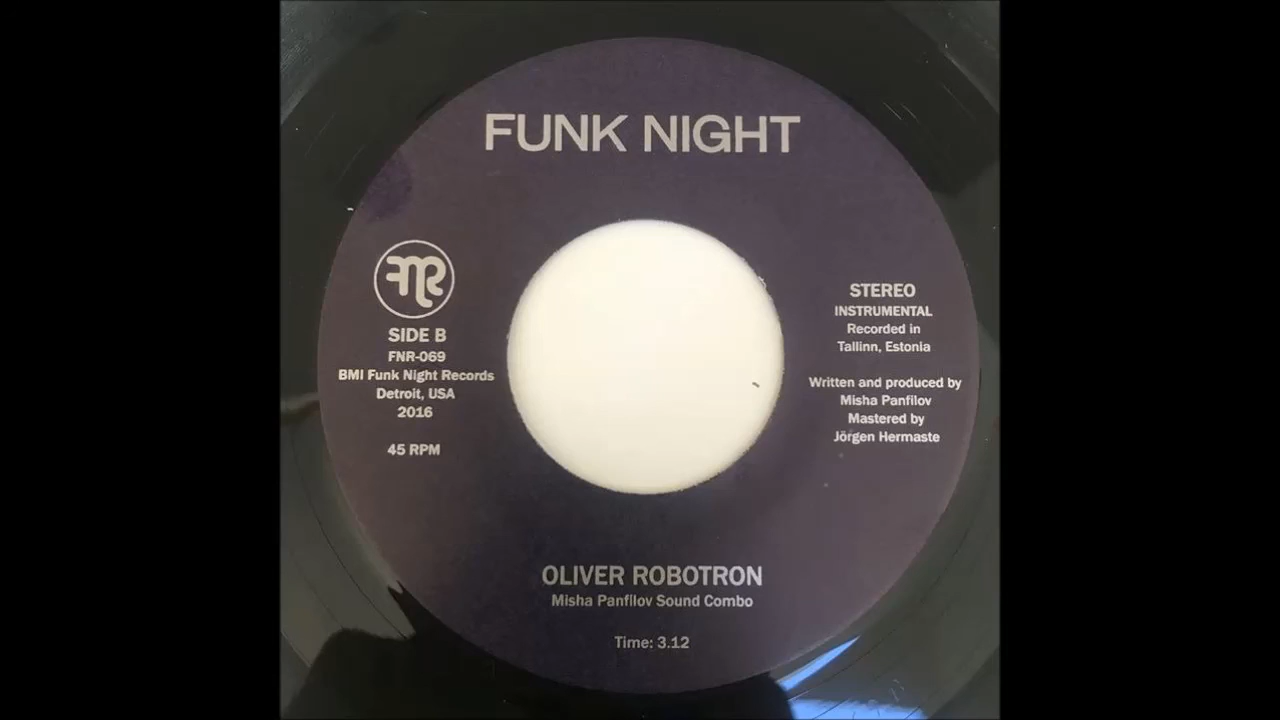 FUNK NIGHT
FNR
SIDE B
FNR-069
BMI Funk Night Records
Detroit, USA
2016
45 RPM
STEREO
INSTRUMENTAL
Recorded in
Tallinn, Estonia
Written and produced by
Misha Panfilov
Mastered by
Jörgen Hermaste
OLIVER ROBOTRON
Misha Panfilov Sound Combo
Time: 3.12